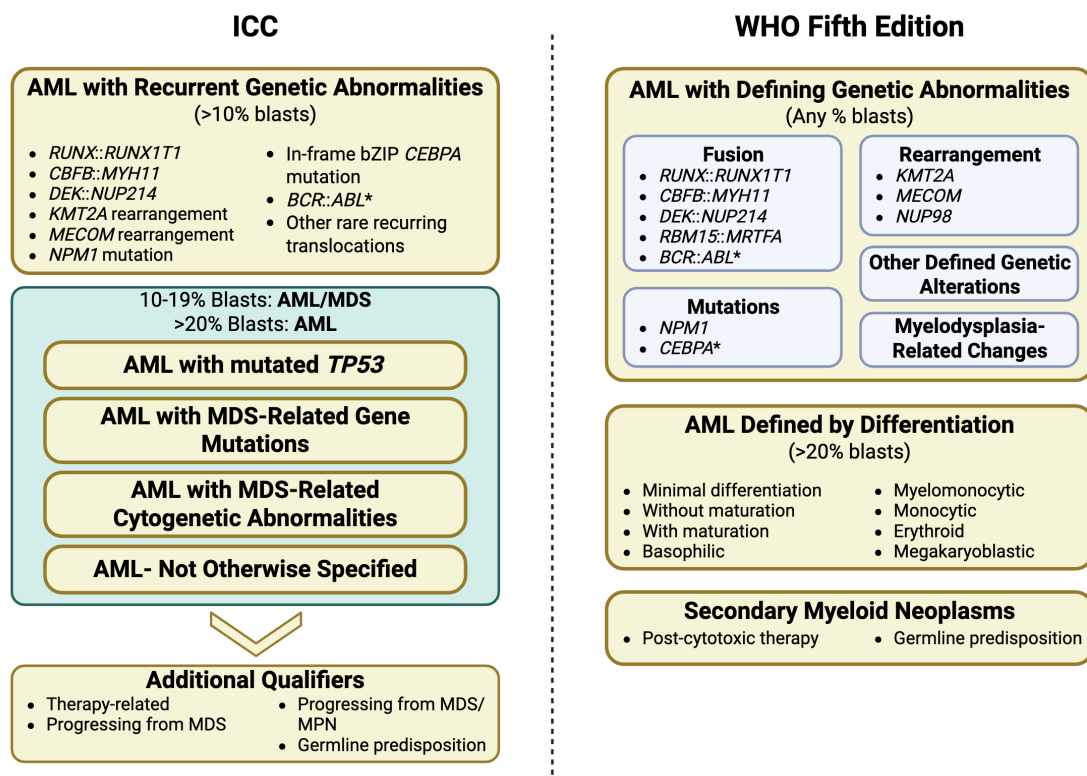 ICC
AML with Recurrent Genetic Abnormalities
(>10% blasts)
• RUNX::RUNX1T1
• CBFB::MYH11
• DEK::NUP214
• KMT2A rearrangement
• MECOM rearrangement
• NPM1 mutation
• In-frame bZIP CEBPA
mutation
• BCR::ABL*
• Other rare recurring
translocations
10-19% Blasts: AML/MDS
>20% Blasts: AML
AML with mutated TP53
AML with MDS-Related Gene
Mutations
AML with MDS-Related
Cytogenetic Abnormalities
AML- Not Otherwise Specified
Additional Qualifiers
• Therapy-related
• Progressing from MDS
• Progressing from MDS/
MPN
• Germline predisposition
WHO Fifth Edition
AML with Defining Genetic Abnormalities
(Any % blasts)
Fusion
• RUNX::RUNX1T1
• CBFB::MYH11
• DEK::NUP214
• RBM15::MRTFA
• BCR::ABL*
Mutations
• NPM1
• CEBPA*
Rearrangement
• KMT2A
• MECOM
• NUP98
Other Defined Genetic
Alterations
Myelodysplasia-
Related Changes
AML Defined by Differentiation
(>20% blasts)
• Minimal differentiation
• Without maturation
• With maturation
• Basophilic
• Myelomonocytic
• Monocytic
• Erythroid
• Megakaryoblastic
Secondary Myeloid Neoplasms
• Post-cytotoxic therapy
• Germline predisposition